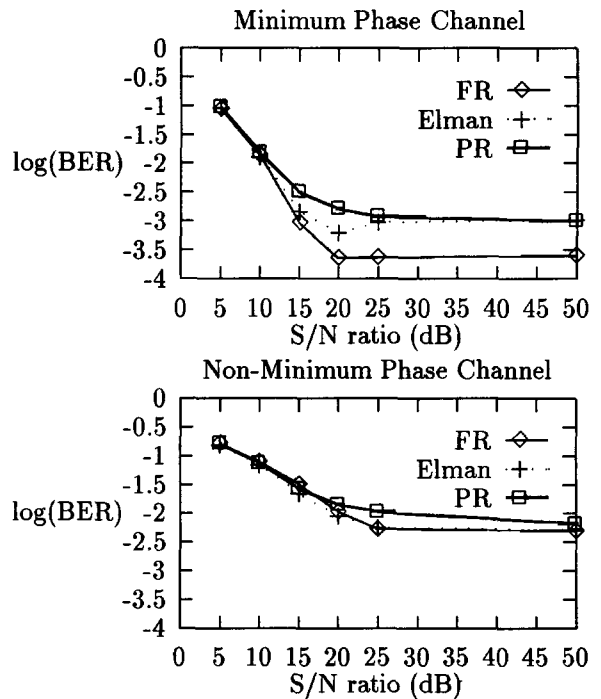 Minimum Phase Channel
0
-0.5
-1
-1.5
-2
-2.5
-3
-3.5
-4
log(BER)
FR
Elman
PR
0 5 10 15 20 25 30 35 40 45 50
S/N ratio (dB)
Non-Minimum Phase Channel
0
-0.5
-1
-1.5
-2
-2.5
-3
-3.5
-4
log(BER)
FR
Elman
PR
0 5 10 15 20 25 30 35 40 45 50
S/N ratio (dB)